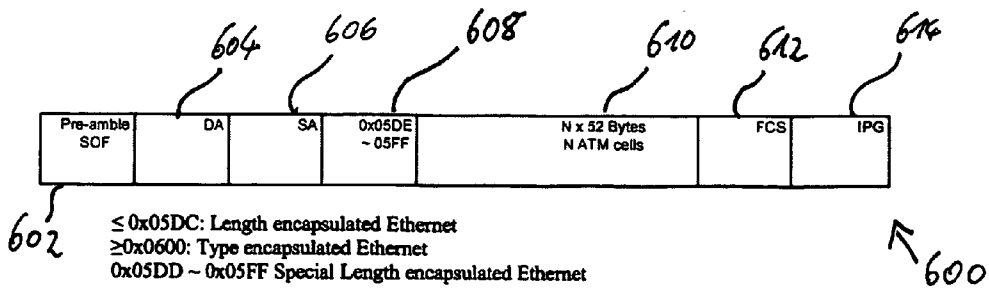 604 606 608 610 612 614
Pre-amble SOF
DA
SA
0x05DE ~ 05FF
N x 52 Bytes
N ATM cells
FCS
IPG
602
≤ 0x05DC: Length encapsulated Ethernet
≥0x0600: Type encapsulated Ethernet
0x05DD ~ 0x05FF Special Length encapsulated Ethernet
600